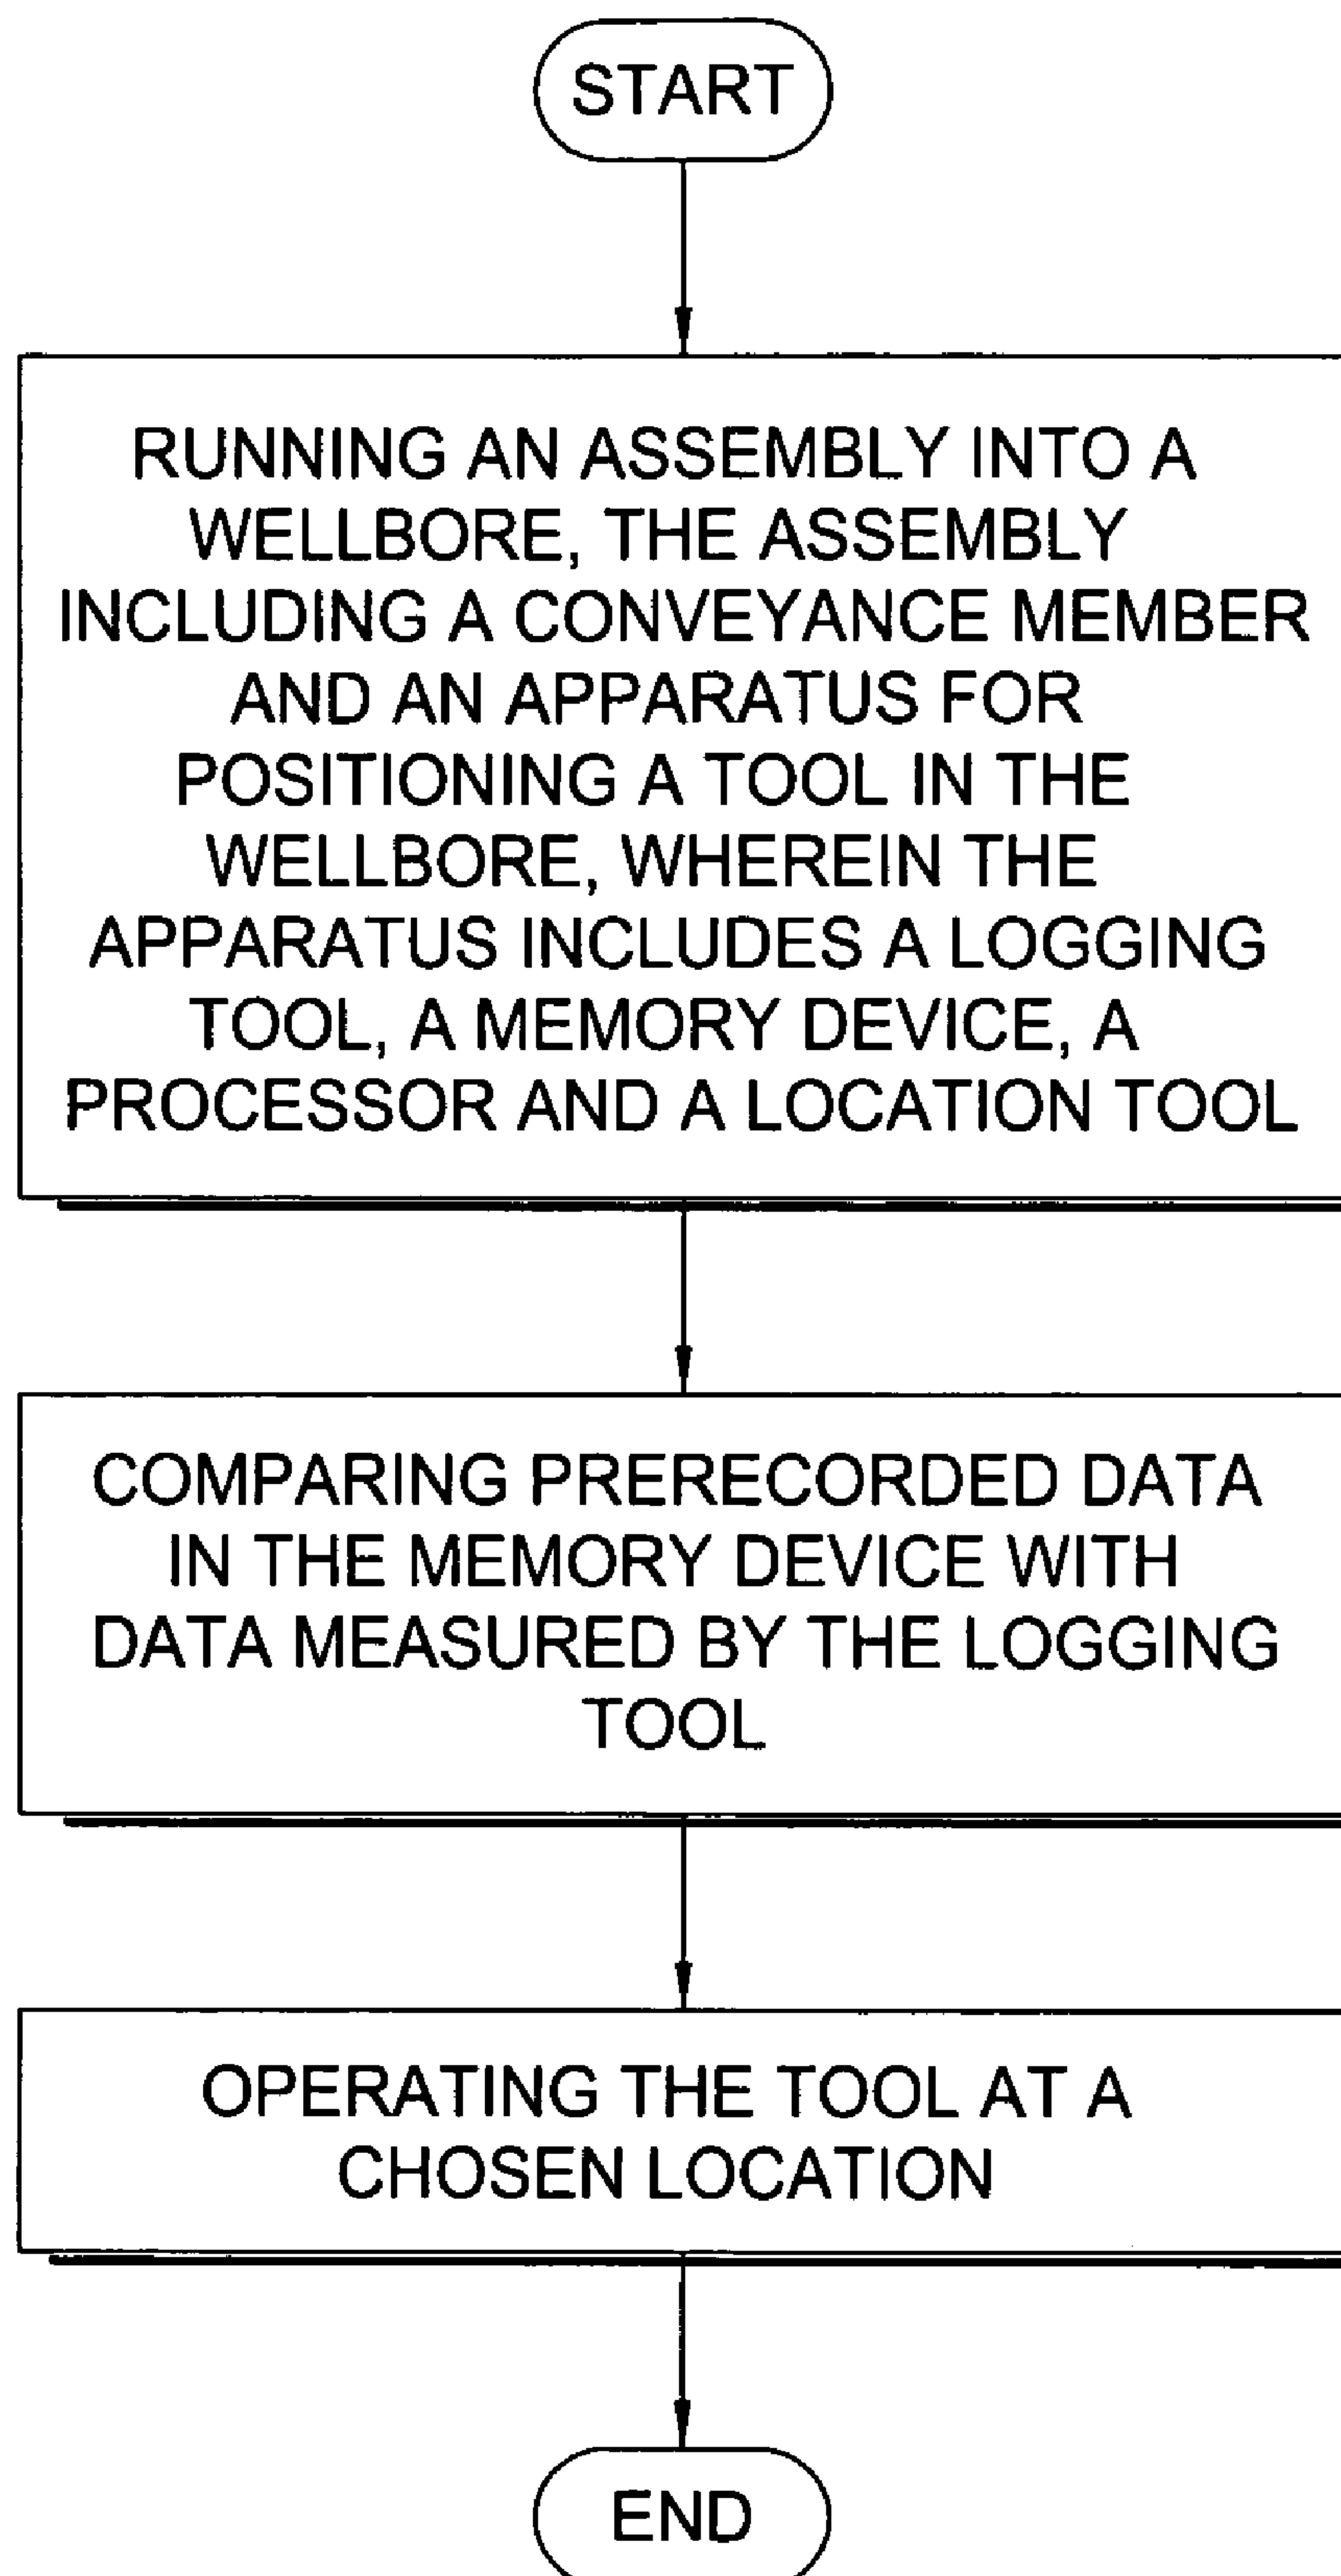 START
RUNNING AN ASSEMBLY INTO A
WELLBORE, THE ASSEMBLY
INCLUDING A CONVEYANCE MEMBER
AND AN APPARATUS FOR
POSITIONING A TOOL IN THE
WELLBORE, WHEREIN THE
APPARATUS INCLUDES A LOGGING
TOOL, A MEMORY DEVICE, A
PROCESSOR AND A LOCATION TOOL
COMPARING PRERECORDED DATA
IN THE MEMORY DEVICE WITH
DATA MEASURED BY THE LOGGING
TOOL
OPERATING THE TOOL AT A
CHOSEN LOCATION
END